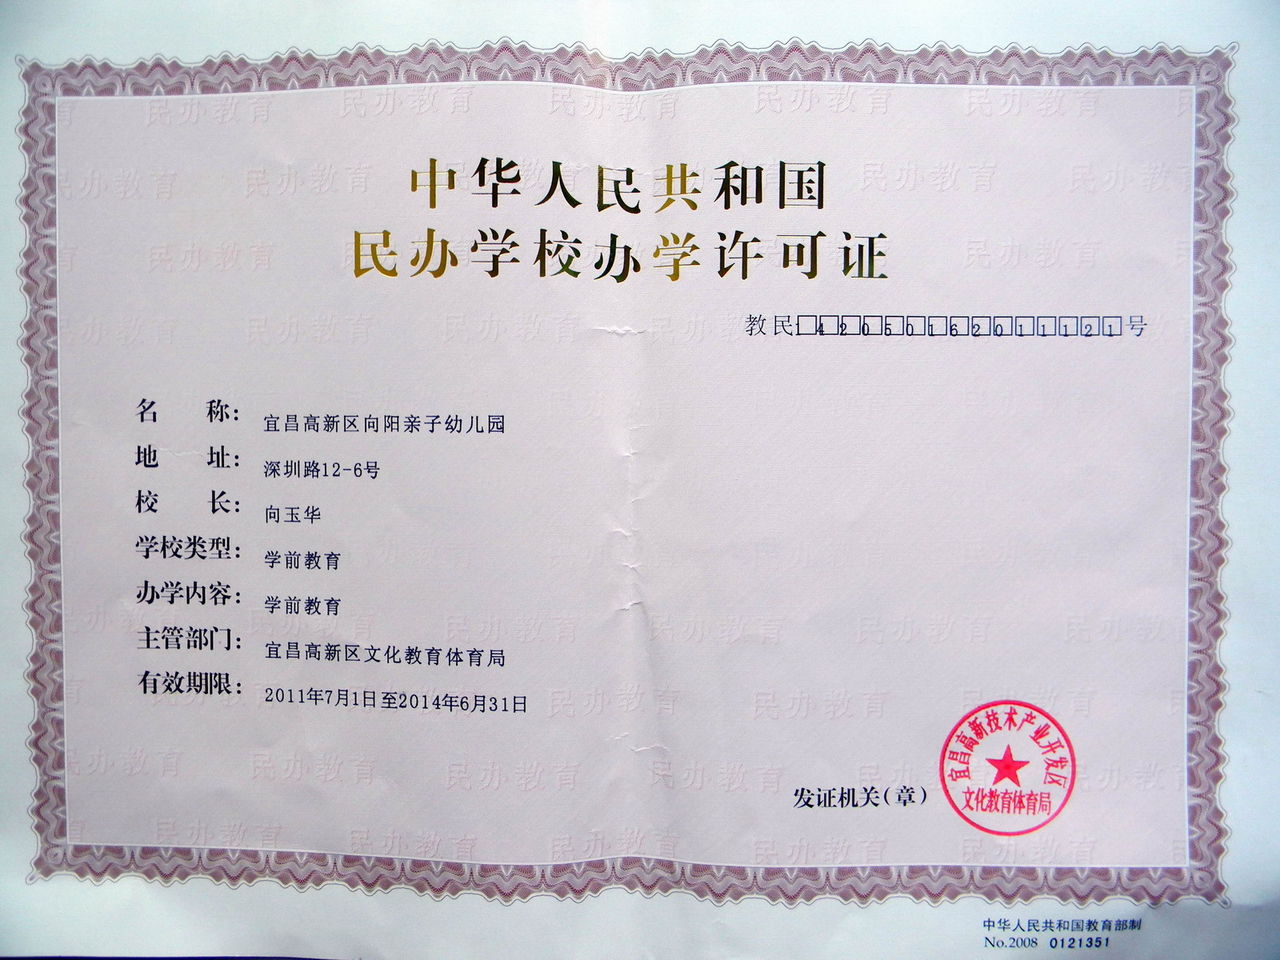 中华人民共和国
民办学校办学许可证
教民142050162011121号
名 称：宜昌高新区向阳亲子幼儿园
地 址：深圳路12-6号
校 长：向玉华
学校类型：学前教育
办学内容：学前教育
主管部门：宜昌高新区文化教育体育局
有效期限：2011年7月1日至2014年6月31日
宜昌高新技术产业开发区
文化教育体育局
发证机关（章）
中华人民共和国教育部制
No.2008 0121351